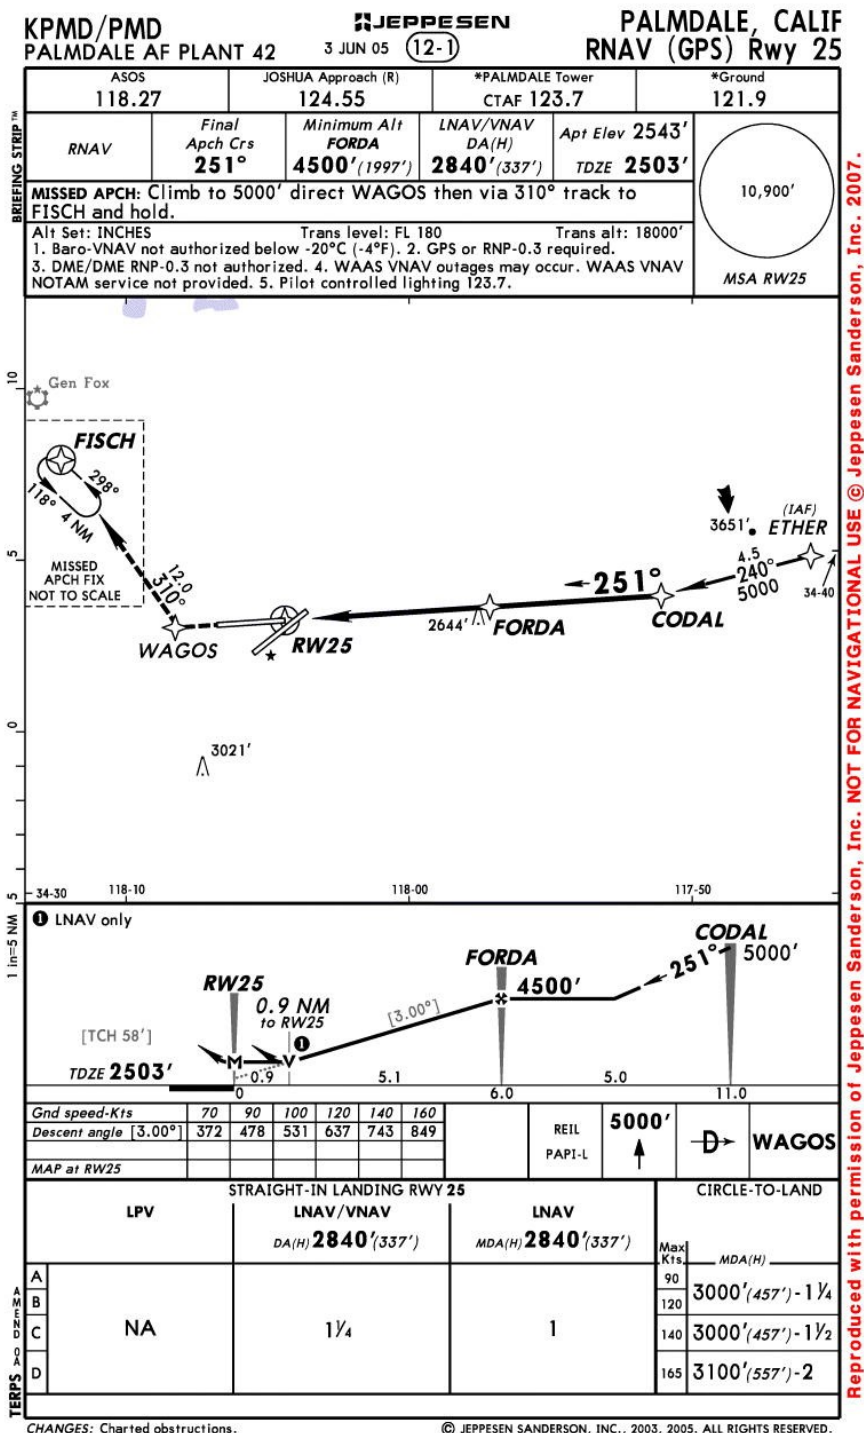 KPMD/PMD
PALMDALE AF PLANT 42
JEPPESEN
3 JUN 05 12-1
PALMDALE, CALIF
RNAV (GPS) Rwy 25
BRIEFING STRIP™
ASOS
118.27
JOSHUA Approach (R)
124.55
*PALMDALE Tower
CTAF 123.7
*Ground
121.9
RNAV
Final
Apch Crs
251°
Minimum Alt
FORDA
4500'(1997')
LNAV/VNAV
DA(H)
2840'(337')
Apt Elev 2543'
TDZE 2503'
MISSED APCH: Climb to 5000' direct WAGOS then via 310° track to
FISCH and hold.
Alt Set: INCHES Trans level: FL 180 Trans alt: 18000'
1. Baro-VNAV not authorized below -20°C (-4°F). 2. GPS or RNP-0.3 required.
3. DME/DME RNP-0.3 not authorized. 4. WAAS VNAV outages may occur. WAAS VNAV
NOTAM service not provided. 5. Pilot controlled lighting 123.7.
10,900'
MSA RW25
10
Gen Fox
FISCH
298°
118° 4 NM
MISSED
APCH FIX
NOT TO SCALE
12.0
310°
WAGOS
RW25
2644'
FORDA
251°
CODAL
4.5
240°
5000
3651'
(IAF)
ETHER
34-40
5
0
3021'
5
34-30
118-10
118-00
117-50
1 in=5 NM
1 LNAV only
RW25
[TCH 58']
TDZE 2503'
M
0.9 NM
to RW25
1
V
[3.00°]
FORDA
4500'
251°
CODAL
5000'
0.9
5.1
5.0
0
6.0
11.0
Gnd speed-Kts 70 90 100 120 140 160
Descent angle [3.00°] 372 478 531 637 743 849
MAP at RW25
REIL
PAPI-L
5000'
D
WAGOS
STRAIGHT-IN LANDING RWY 25
CIRCLE-TO-LAND
LPV
LNAV/VNAV
DA(H) 2840'(337')
LNAV
MDA(H) 2840'(337')
Max
Kts.
MDA(H)
A
B
C
D
NA
1¼
1
90
120
3000'(457')-1¼
140 3000'(457')-1½
165 3100'(557')-2
TERPS AMEND 0A
CHANGES: Charted obstructions.
© JEPPESEN SANDERSON, INC., 2003, 2005. ALL RIGHTS RESERVED.
Reproduced with permission of Jeppesen Sanderson, Inc. NOT FOR NAVIGATIONAL USE © Jeppesen Sanderson, Inc. 2007.